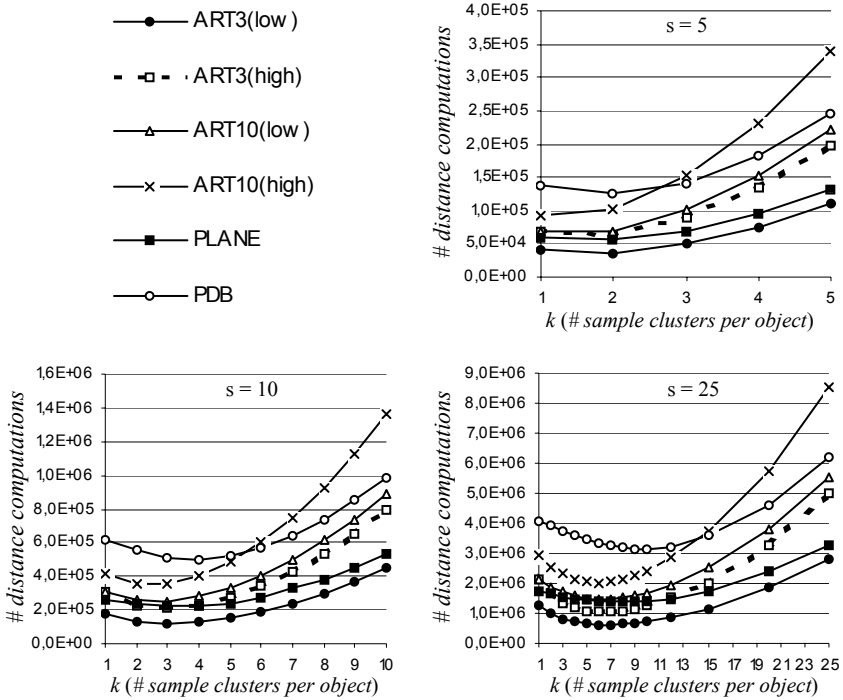 ART3(low)
ART3(high)
ART10(low)
ART10(high)
PLANE
PDB
s = 5
# distance computations
4,0E+05
3,5E+05
3,0E+05
2,5E+05
2,0E+05
1,5E+05
1,0E+05
5,0E+04
0,0E+00
1 2 3 4 5
k (# sample clusters per object)
s = 10
# distance computations
1,6E+06
1,4E+06
1,2E+06
1,0E+06
8,0E+05
6,0E+05
4,0E+05
2,0E+05
0,0E+00
1 2 3 4 5 6 7 8 9 10
k (# sample clusters per object)
s = 25
# distance computations
9,0E+06
8,0E+06
7,0E+06
6,0E+06
5,0E+06
4,0E+06
3,0E+06
2,0E+06
1,0E+06
0,0E+00
1 3 5 7 9 11 13 15 17 19 21 23 25
k (# sample clusters per object)